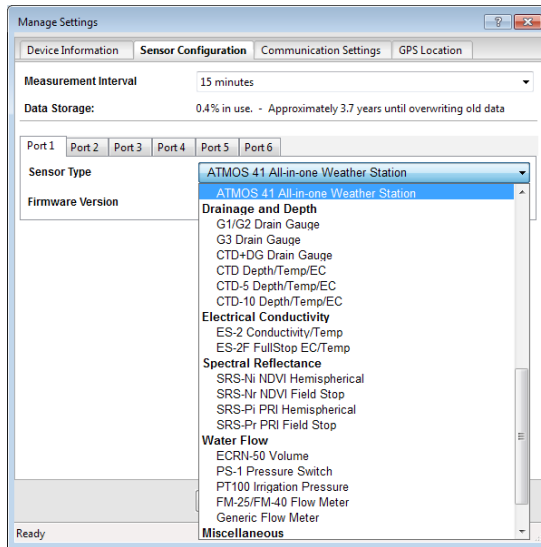 Manage Settings
Device Information Sensor Configuration Communication Settings GPS Location
Measurement Interval 15 minutes
Data Storage: 0.4% in use. - Approximately 3.7 years until overwriting old data
Port 1 Port 2 Port 3 Port 4 Port 5 Port 6
Sensor Type ATMOS 41 All-in-one Weather Station
ATMOS 41 All-in-one Weather Station
Firmware Version
Drainage and Depth
G1/G2 Drain Gauge
G3 Drain Gauge
CTD+DG Drain Gauge
CTD Depth/Temp/EC
CTD-5 Depth/Temp/EC
CTD-10 Depth/Temp/EC
Electrical Conductivity
ES-2 Conductivity/Temp
ES-2F FullStop EC/Temp
Spectral Reflectance
SRS-Ni NDVI Hemispherical
SRS-Nr NDVI Field Stop
SRS-Pi PRI Hemispherical
SRS-Pr PRI Field Stop
Water Flow
ECRN-50 Volume
PS-1 Pressure Switch
PT100 Irrigation Pressure
FM-25/FM-40 Flow Meter
Generic Flow Meter
Miscellaneous
Ready